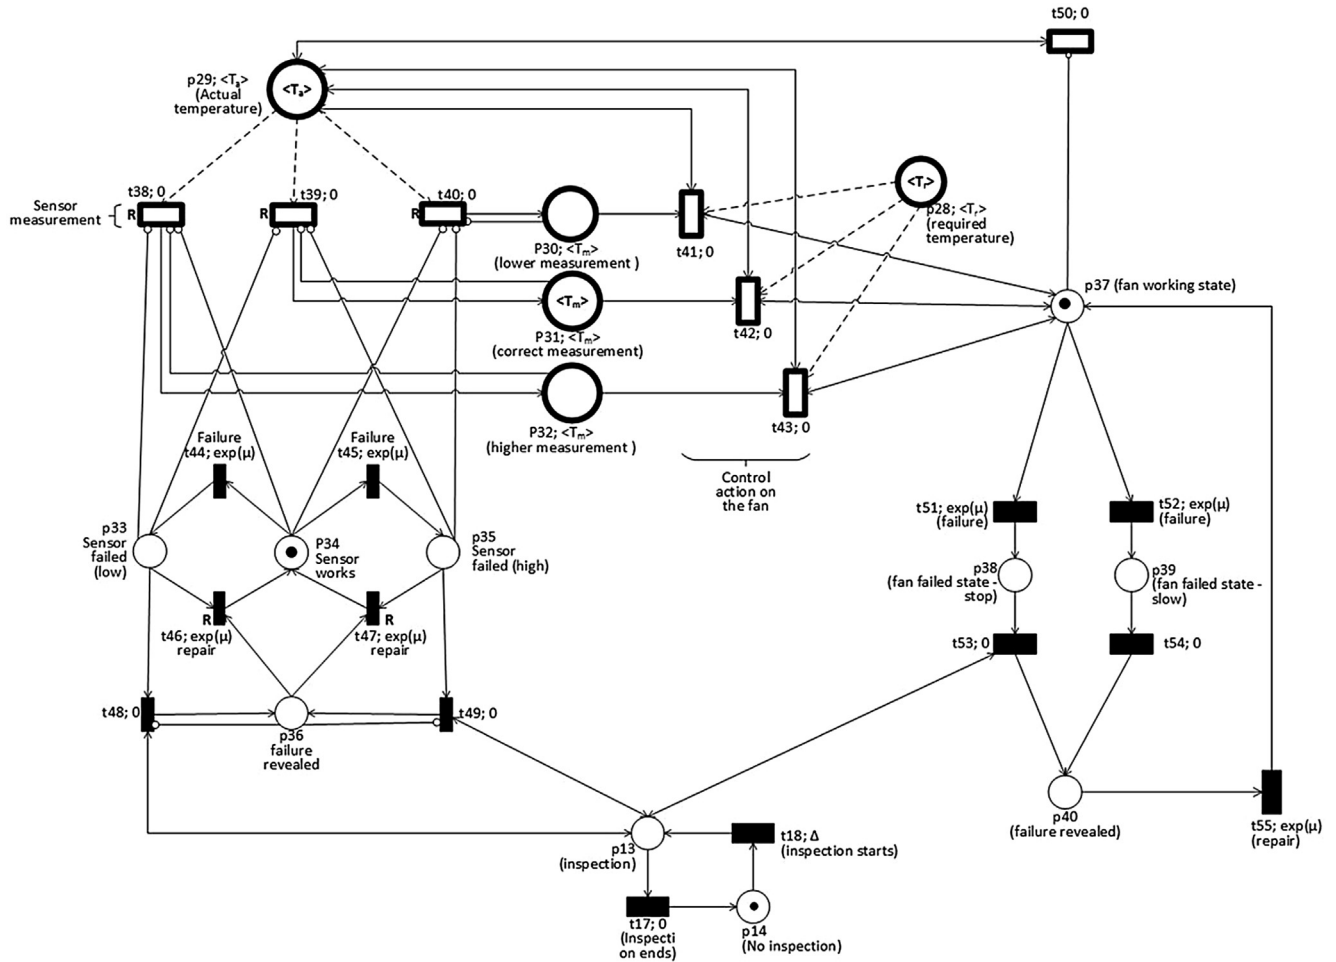 t50; 0
p29; <Tₐ>
(Actual
temperature)
<Tₐ>
t38; 0
t39; 0
t40; 0
Sensor
measurement
R
R
R
<Tᵣ>
p28; <Tᵣ>
(required
temperature)
P30; <Tₘ>
(lower measurement )
t41; 0
<Tₘ>
P31; <Tₘ>
(correct measurement)
t42; 0
p37 (fan working state)
P32; <Tₘ>
(higher measurement )
t43; 0
Control
action on
the fan
Failure
t44; exp(μ)
Failure
t45; exp(μ)
p33
Sensor
failed
(low)
P34
Sensor
works
p35
Sensor
failed (high)
t51; exp(μ)
(failure)
t52; exp(μ)
(failure)
p38
(fan failed state -
stop)
p39
(fan failed state -
slow)
R
t46; exp(μ)
repair
R
t47; exp(μ)
repair
t53; 0
t54; 0
t48; 0
t49; 0
p36
failure
revealed
p40
(failure revealed)
t55; exp(μ)
(repair)
p13
(inspection)
t18; Δ
(inspection starts)
t17; 0
(Inspecti
on ends)
p14
(No inspection)